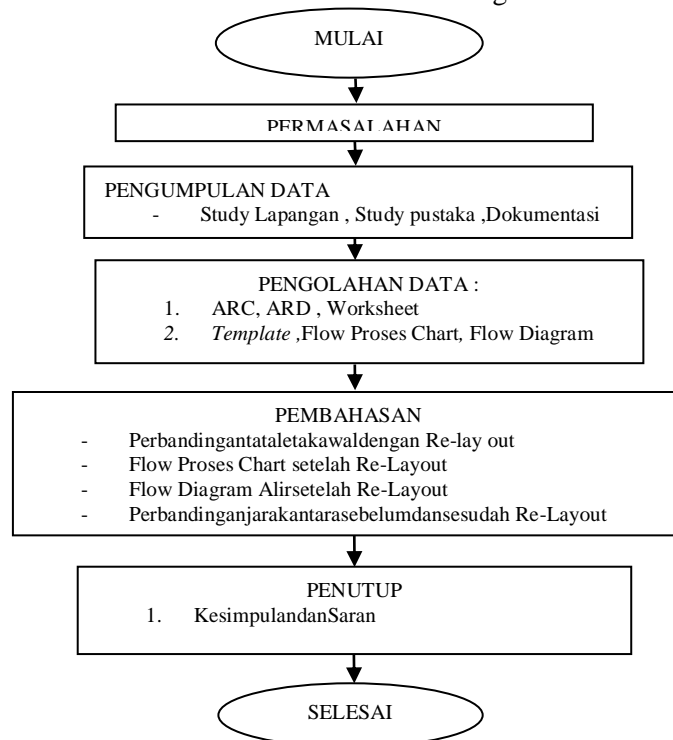 MULAI
PERMASALAHAN
PENGUMPULAN DATA
- Study Lapangan , Study pustaka ,Dokumentasi
PENGOLAHAN DATA :
1. ARC, ARD , Worksheet
2. Template ,Flow Proses Chart, Flow Diagram
PEMBAHASAN
- Perbandingantataletakawaldengan Re-lay out
- Flow Proses Chart setelah Re-Layout
- Flow Diagram Alirsetelah Re-Layout
- Perbandinganjarakantarasebelumdansesudah Re-Layout
PENUTUP
1. KesimpulandanSaran
SELESAI